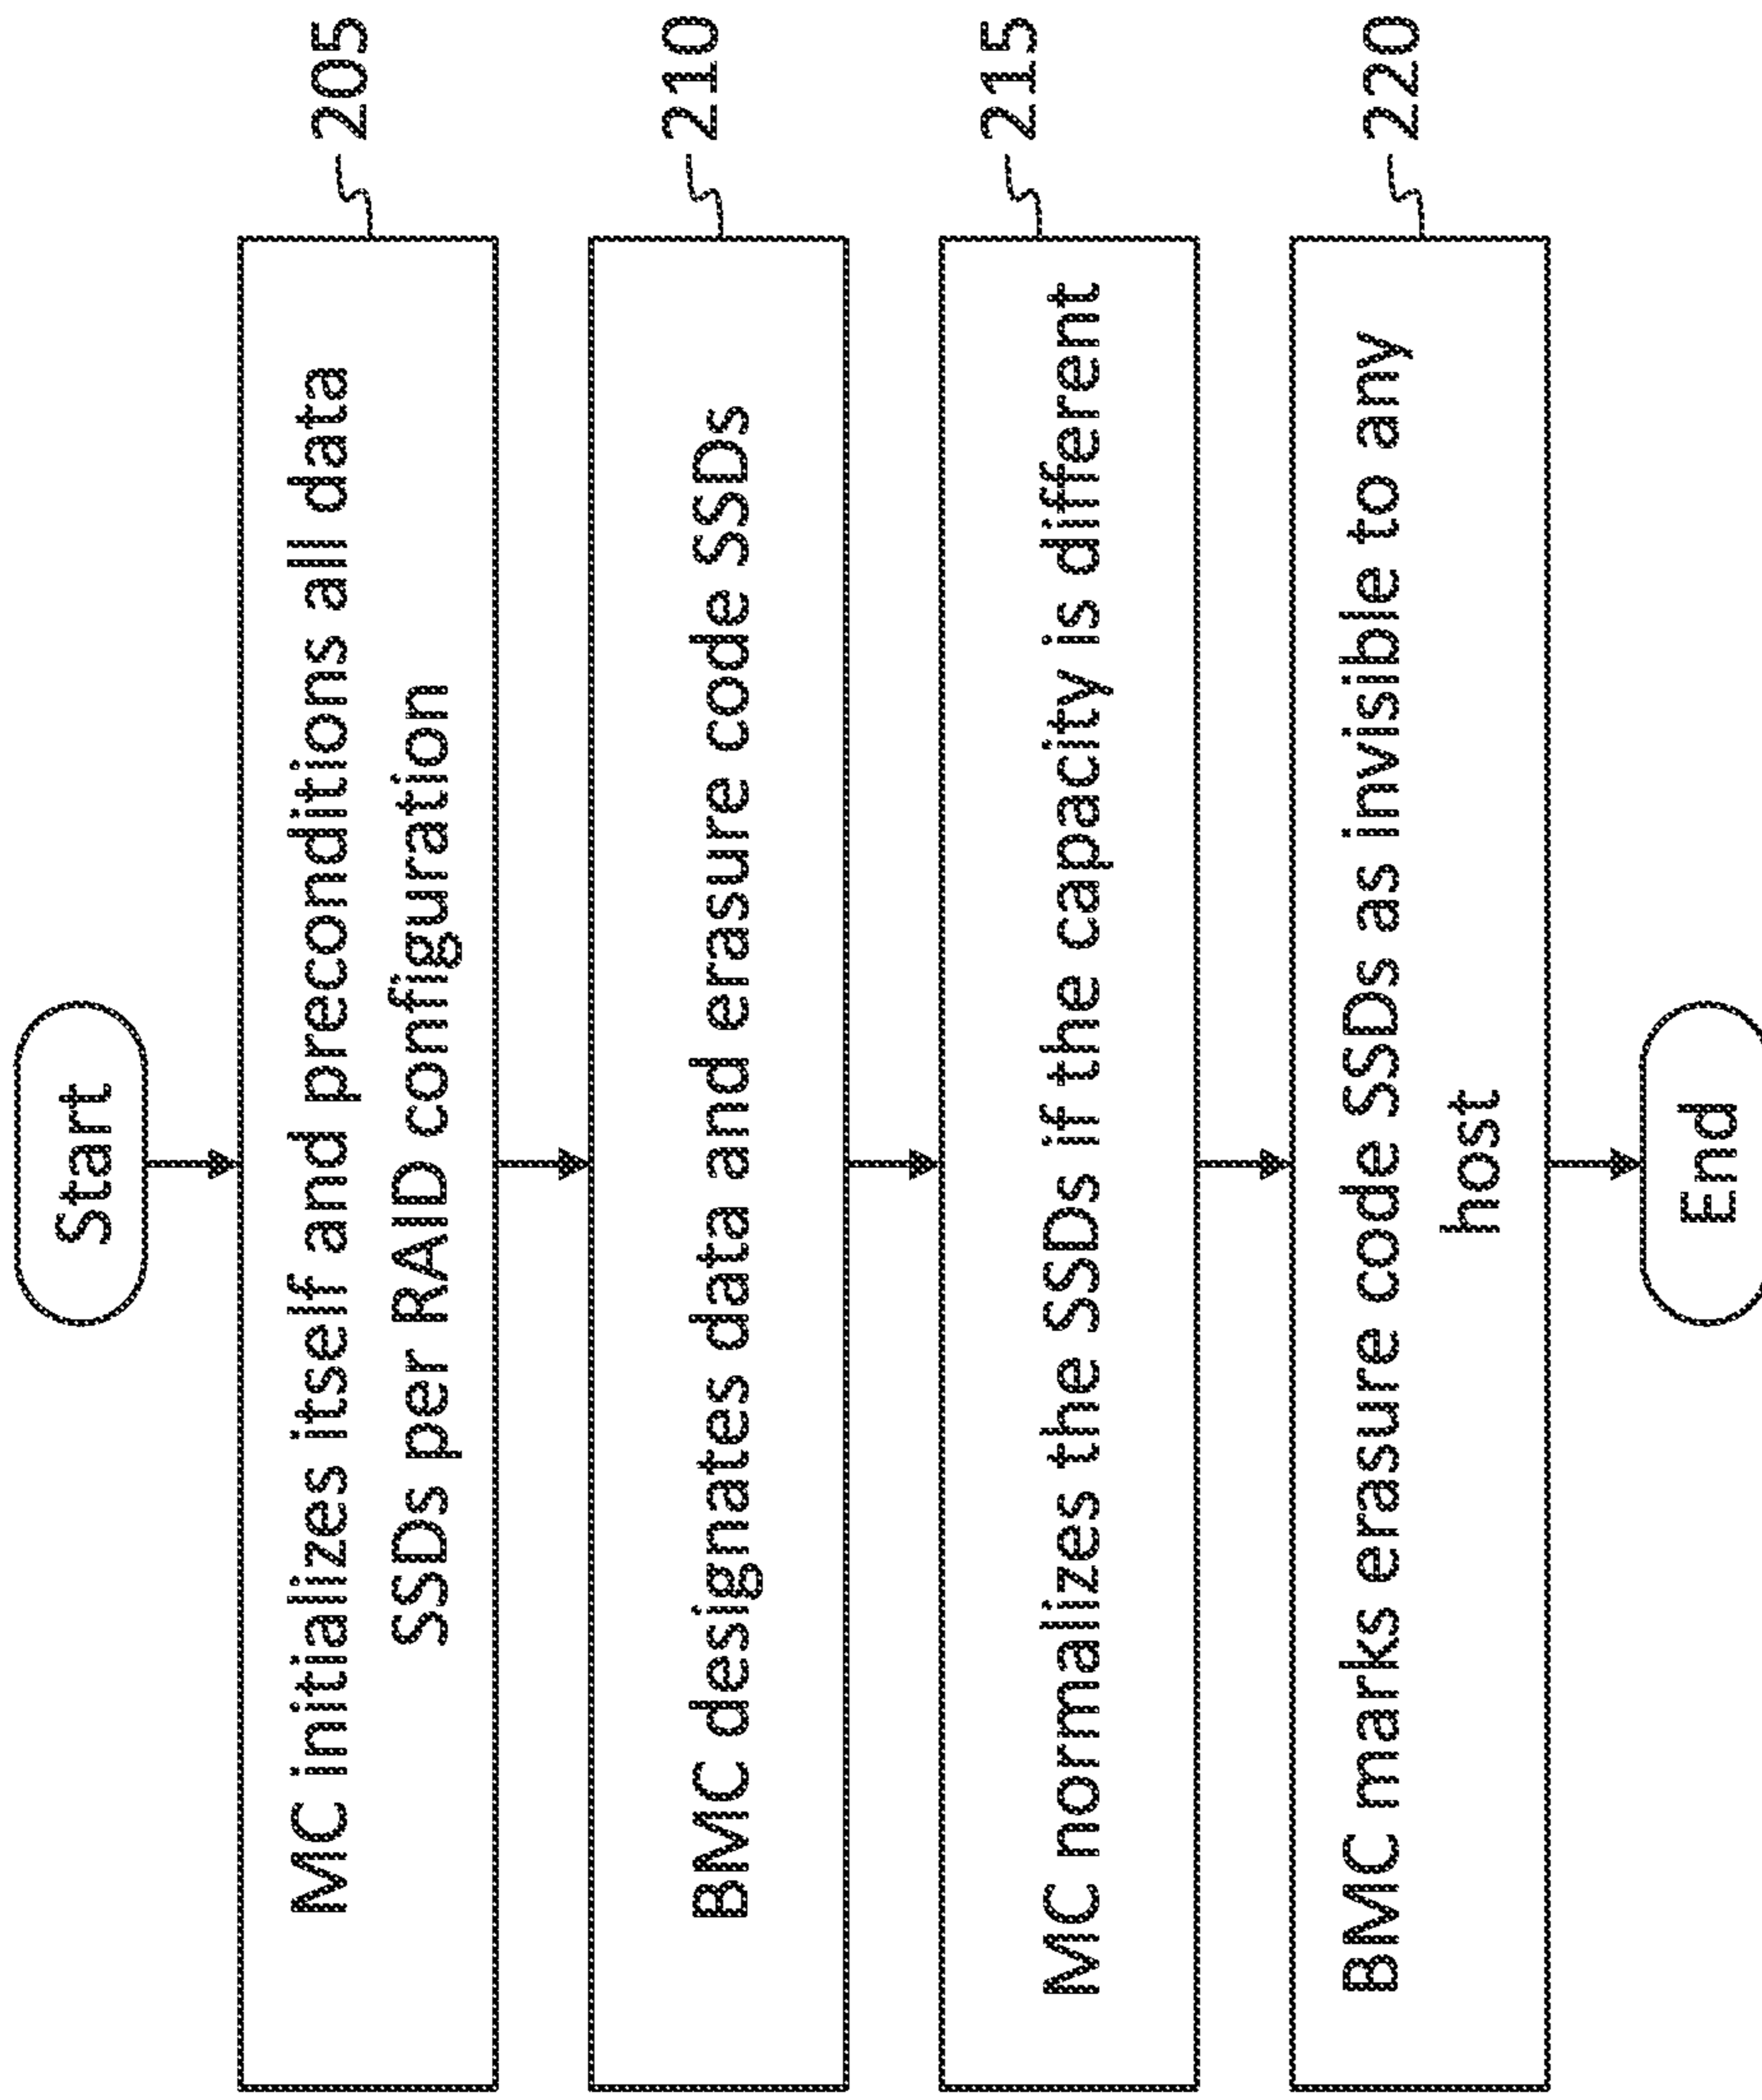 Start
MC initializes itself and preconditions all data
SSDs per RAID configuration
205
BMC designates data and erasure code SSDs
210
MC normalizes the SSDs if the capacity is different
215
BMC marks erasure code SSDs as invisible to any
host
220
End